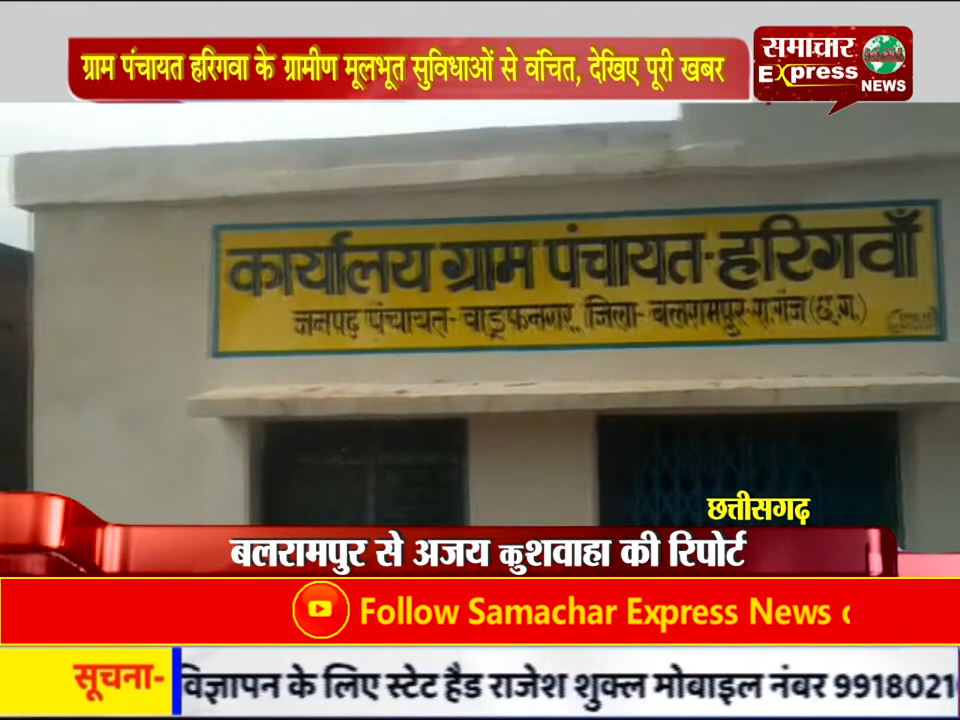 ग्राम पंचायत हरिगवा के ग्रामीण मूलभूत सुविधाओं से वंचित, देखिए पूरी खबर
समाचार
Express
NEWS
कार्यालय ग्राम पंचायत-हरिगवाँ
जनपद पंचायत-वाड्रफनगर, जिला-बलरामपुर-रा.गंज(छ.ग.)
छत्तीसगढ़
बलरामपुर से अजय कुशवाहा की रिपोर्ट
Follow Samachar Express News
सूचना- विज्ञापन के लिए स्टेट हैड राजेश शुक्ल मोबाइल नंबर 9918021